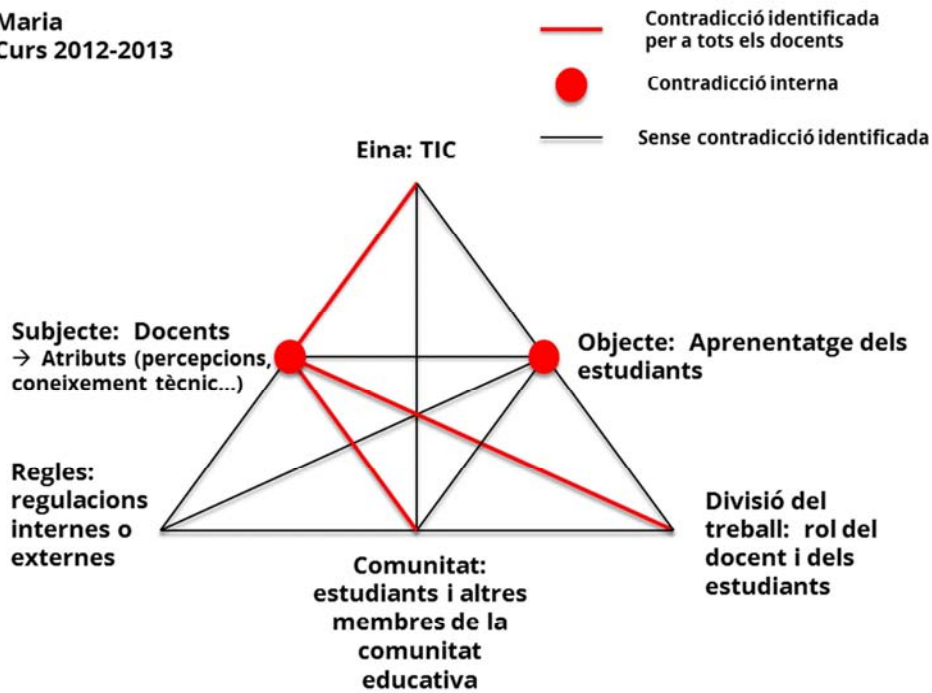 Maria
Curs 2012-2013
Contradicció identificada
per a tots els docents
Contradicció interna
Sense contradicció identificada
Eina: TIC
Subjecte: Docents
→ Atributs (percepcions,
coneixement tècnic...)
Objecte: Aprenentatge dels
estudiants
Regles:
regulacions
internes o
externes
Comunitat:
estudiants i altres
membres de la
comunitat
educativa
Divisió del
treball: rol del
docent i dels
estudiants